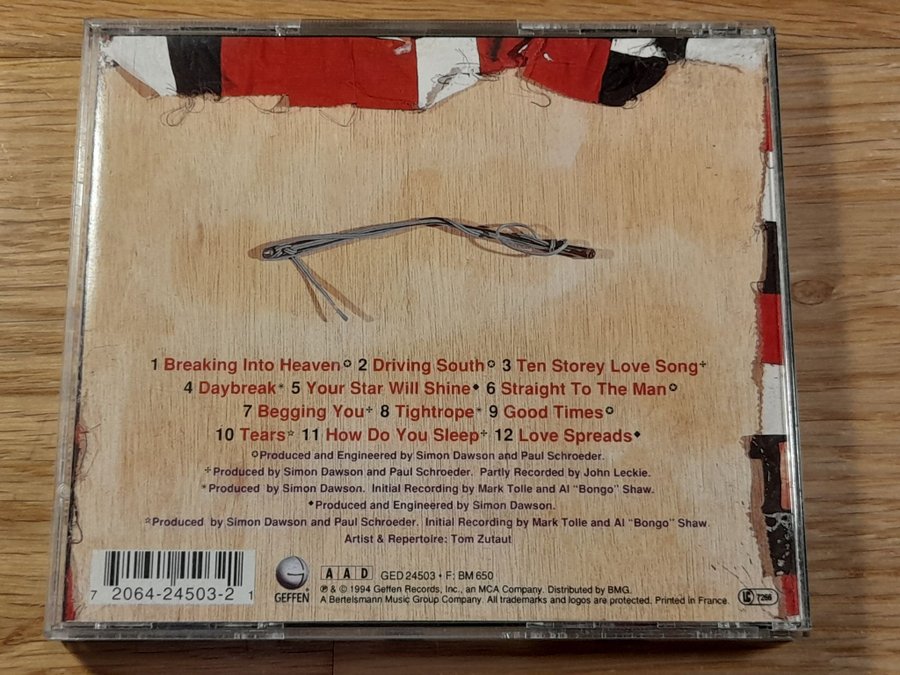 1 Breaking Into Heaven✪ 2 Driving South✪ 3 Ten Storey Love Song✢
4 Daybreak* 5 Your Star Will Shine◆ 6 Straight To The Man✪
7 Begging You✢ 8 Tightrope* 9 Good Times✪
10 Tears☆ 11 How Do You Sleep✢ 12 Love Spreads◆
✪Produced and Engineered by Simon Dawson and Paul Schroeder.
✢Produced by Simon Dawson and Paul Schroeder. Partly Recorded by John Leckie.
*Produced by Simon Dawson. Initial Recording by Mark Tolle and Al "Bongo" Shaw.
◆Produced and Engineered by Simon Dawson.
☆Produced by Simon Dawson and Paul Schroeder. Initial Recording by Mark Tolle and Al "Bongo" Shaw.
Artist & Repertoire: Tom Zutaut
7 2064-24503-2 1
GEFFEN
A A D GED 24503 • F: BM 650
℗ & © 1994 Geffen Records, Inc., an MCA Company. Distributed by BMG.
A Bertelsmann Music Group Company. All trademarks and logos are protected. Printed in France.
LC 7266